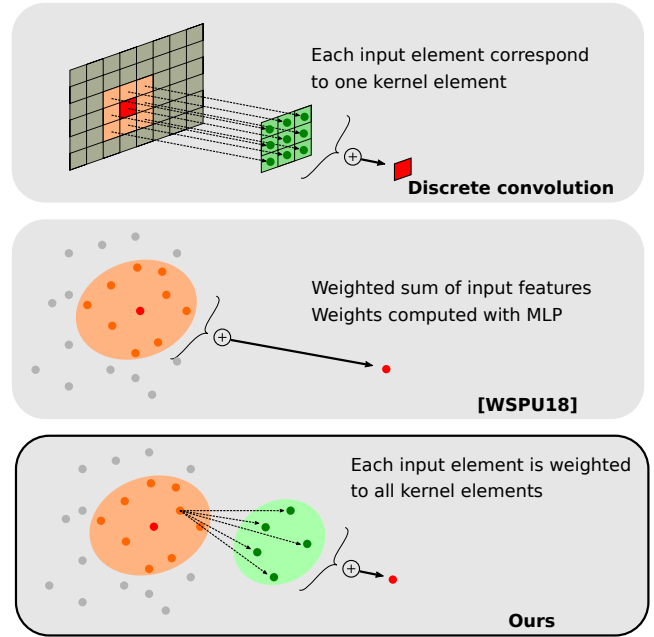 Each input element correspond
to one kernel element
Discrete convolution
Weighted sum of input features
Weights computed with MLP
[WSPU18]
Each input element is weighted
to all kernel elements
Ours